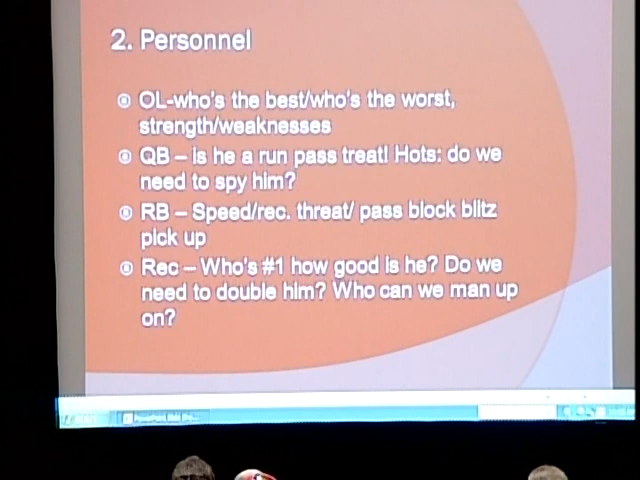 2. Personnel
OL-who's the best/who's the worst,
strength/weaknesses
QB – is he a run pass treat! Hots: do we
need to spy him?
RB – Speed/rec. threat/ pass block blitz
pick up
Rec – Who's #1 how good is he? Do we
need to double him? Who can we man up
on?